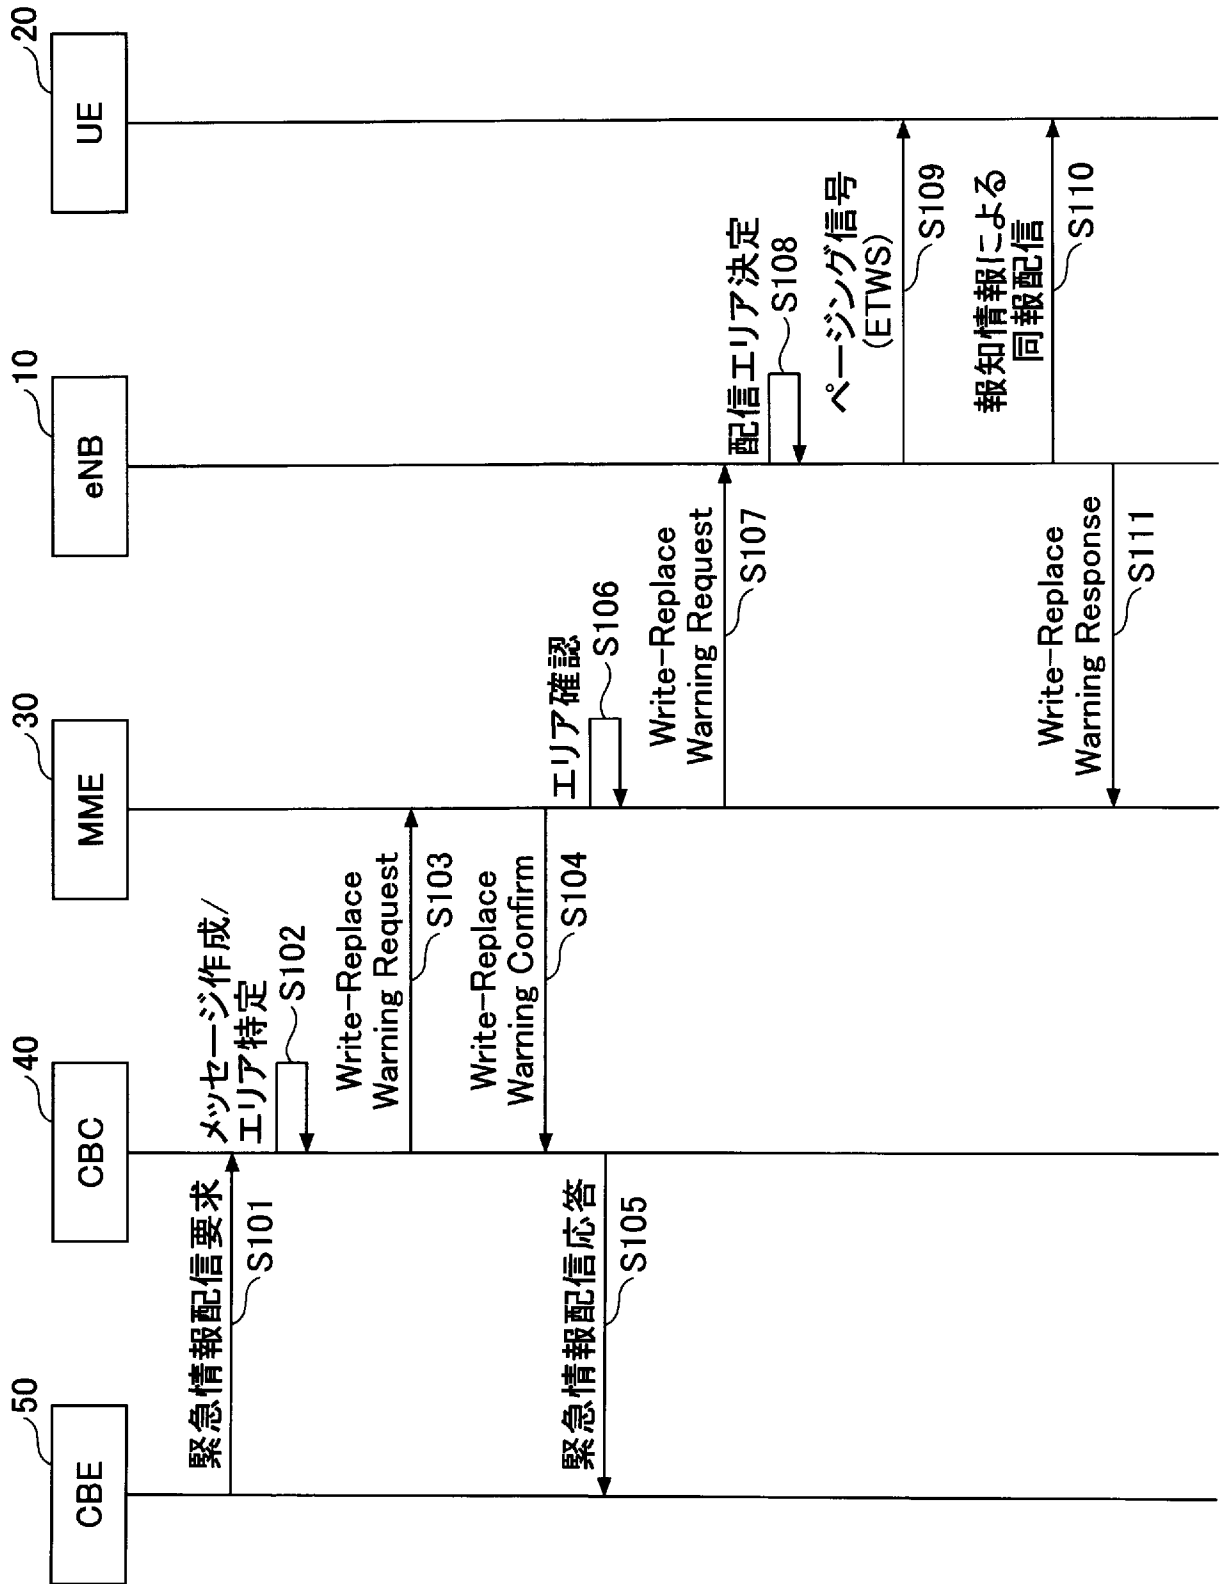 50
CBE
40
CBC
30
MME
10
eNB
20
UE
緊急情報配信要求
S101
メッセージ作成/
エリア特定
S102
Write-Replace
Warning Request
S103
Write-Replace
Warning Confirm
S104
緊急情報配信応答
S105
エリア確認
S106
Write-Replace
Warning Request
S107
配信エリア決定
S108
ページング信号
(ETWS)
S109
報知情報による
同報配信
S110
Write-Replace
Warning Response
S111